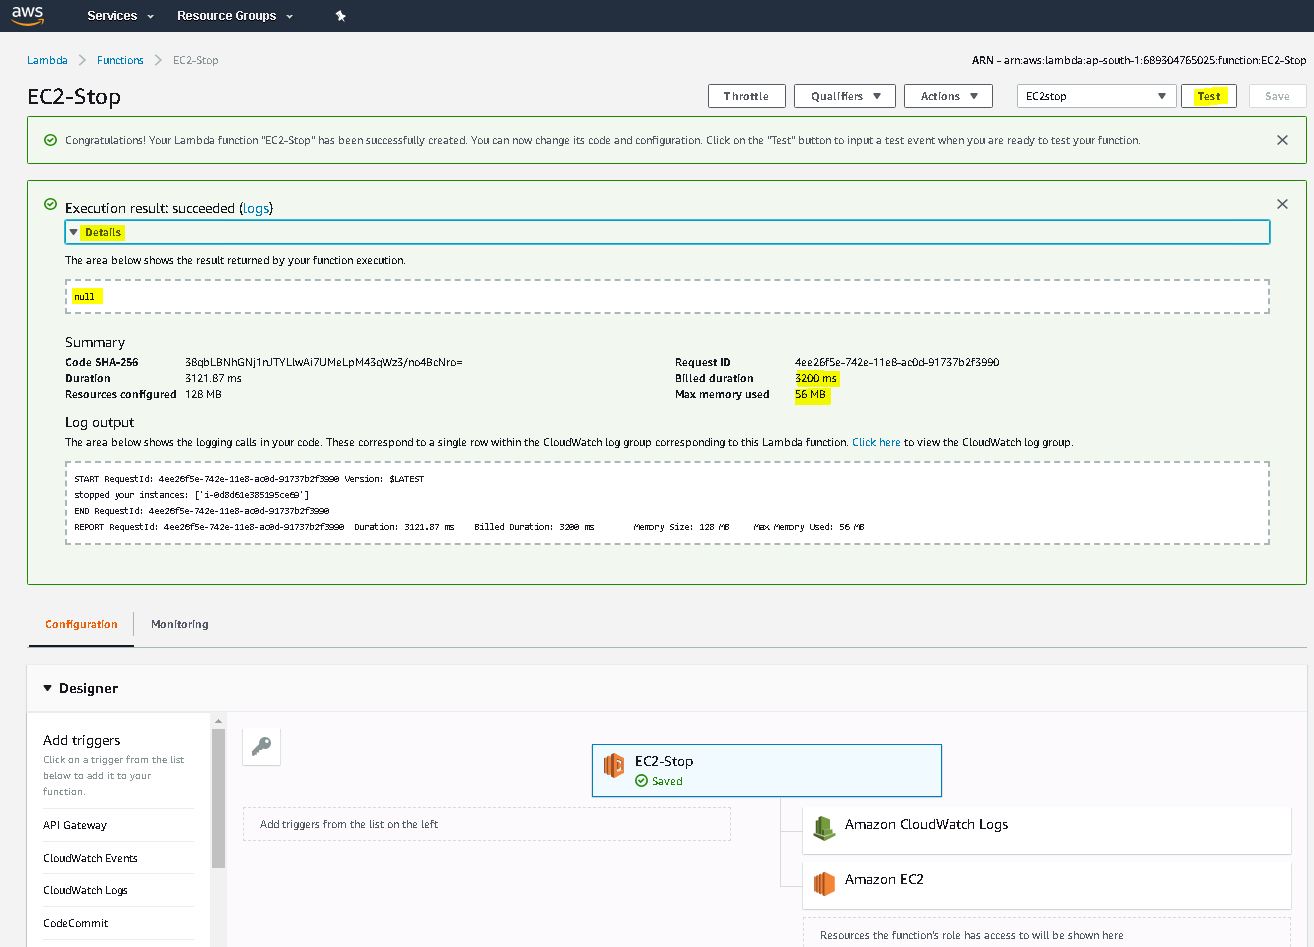 aws
Services
Resource Groups
Lambda
Functions
EC2-Stop
ARN - arn:aws:lambda:ap-south-1:689304765025:function:EC2-Stop
EC2-Stop
Throttle
Qualifiers
Actions
EC2stop
Test
Save
Congratulations! Your Lambda function "EC2-Stop" has been successfully created. You can now change its code and configuration. Click on the "Test" button to input a test event when you are ready to test your function.
Execution result: succeeded (logs)
Details
The area below shows the result returned by your function execution.
null
Summary
Code SHA-256 38qbLBNhGNj1nJTYLlwAi7UMeLpM43qWz3/no4BcNro=
Request ID 4ee26f5e-742e-11e8-ac0d-91737b2f3990
Duration 3121.87 ms
Billed duration 3200 ms
Resources configured 128 MB
Max memory used 56 MB
Log output
The area below shows the logging calls in your code. These correspond to a single row within the CloudWatch log group corresponding to this Lambda function. Click here to view the CloudWatch log group.
START RequestId: 4ee26f5e-742e-11e8-ac0d-91737b2f3990 Version: $LATEST
stopped your instances: ['i-0d8d61e385195ce69']
END RequestId: 4ee26f5e-742e-11e8-ac0d-91737b2f3990
REPORT RequestId: 4ee26f5e-742e-11e8-ac0d-91737b2f3990 Duration: 3121.87 ms Billed Duration: 3200 ms Memory Size: 128 MB Max Memory Used: 56 MB
Configuration
Monitoring
Designer
Add triggers
Click on a trigger from the list
below to add it to your
function.
API Gateway
CloudWatch Events
CloudWatch Logs
CodeCommit
EC2-Stop
Saved
Add triggers from the list on the left
Amazon CloudWatch Logs
Amazon EC2
Resources the function's role has access to will be shown here